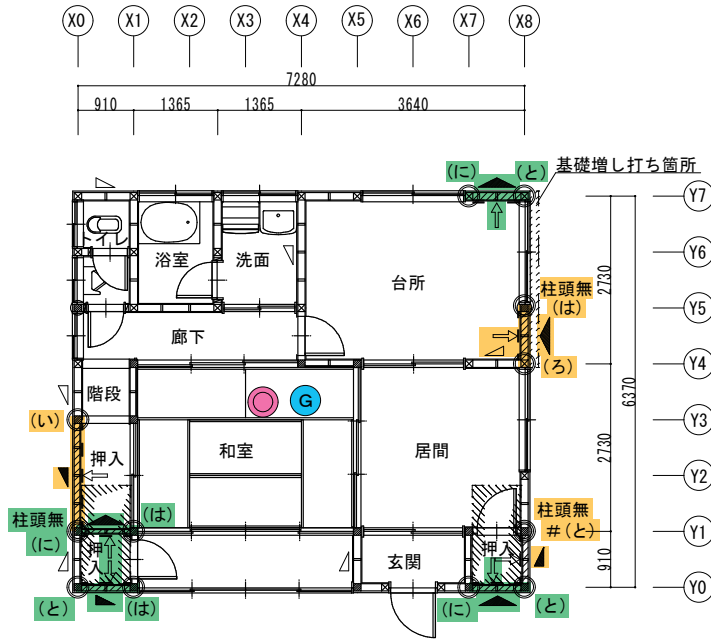 X0 X1 X2 X3 X4 X5 X6 X7 X8
7280
910 1365 1365 3640
基礎増し打ち箇所
(に) (と)
Y7
トイレ
浴室 洗面
台所
Y6
2730
柱頭無
(は)
Y5
廊下
(ろ)
Y4
6370
階段
G
(い)
Y3
和室 居間
押入
2730
Y2
柱頭無
(に)
(は)
柱頭無
#(と)
Y1
押入
玄関
押入
910
Y0
(と) (は) (に) (と)